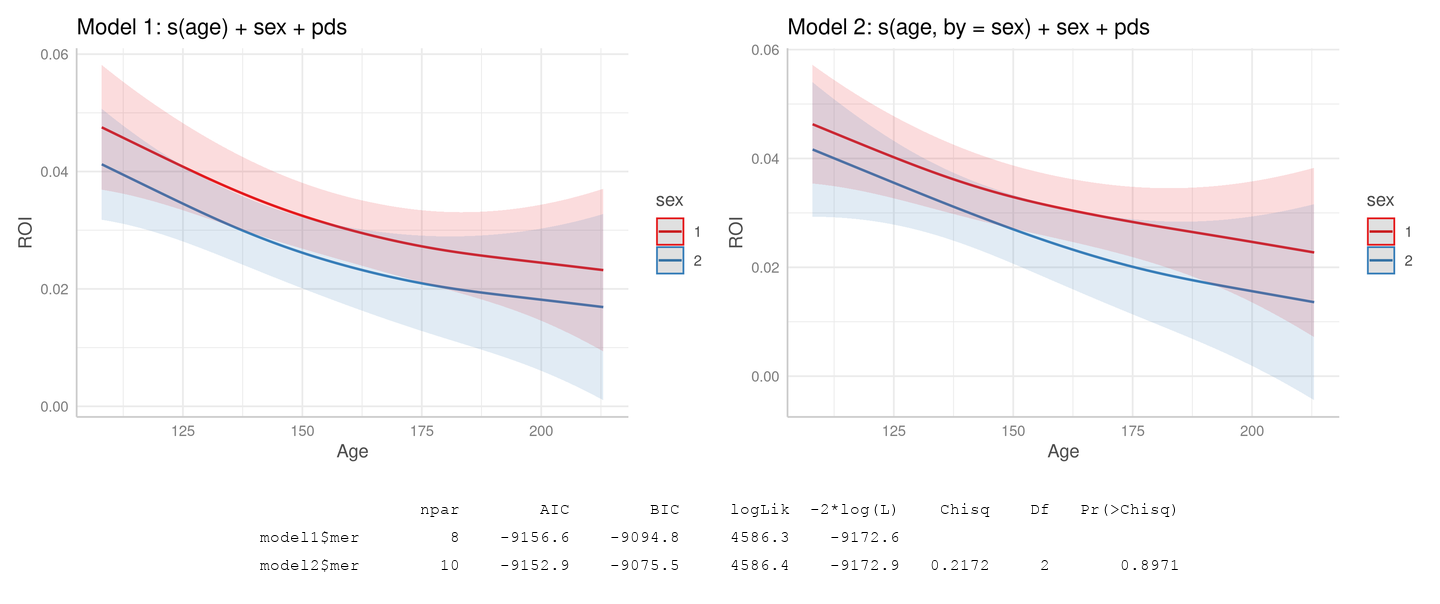 Model 1: s(age) + sex + pds
0.06
0.04
0.02
0.00
ROI
125 150 175 200
Age
sex
1
2
Model 2: s(age, by = sex) + sex + pds
0.06
0.04
0.02
0.00
ROI
125 150 175 200
Age
sex
1
2
npar AIC BIC logLik -2*log(L) Chisq Df Pr(>Chisq)
model1$mer 8 -9156.6 -9094.8 4586.3 -9172.6
model2$mer 10 -9152.9 -9075.5 4586.4 -9172.9 0.2172 2 0.8971